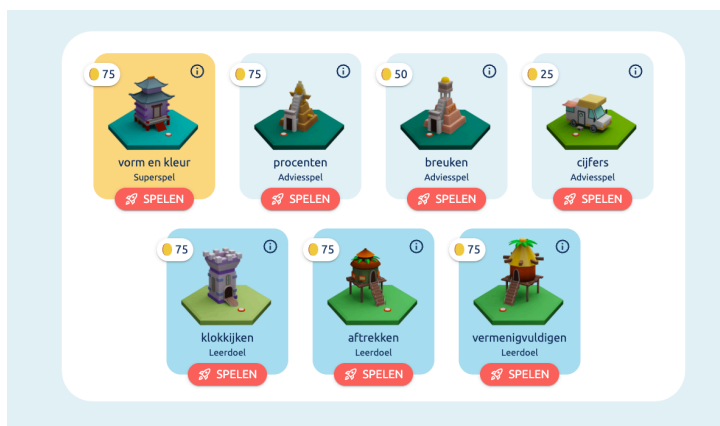 75
75
50
25
vorm en kleur
Superspel
SPELEN
procenten
Adviesspel
SPELEN
breuken
Adviesspel
SPELEN
cijfers
Adviesspel
SPELEN
75
75
75
klokkijken
Leerdoel
SPELEN
aftrekken
Leerdoel
SPELEN
vermenigvuldigen
Leerdoel
SPELEN